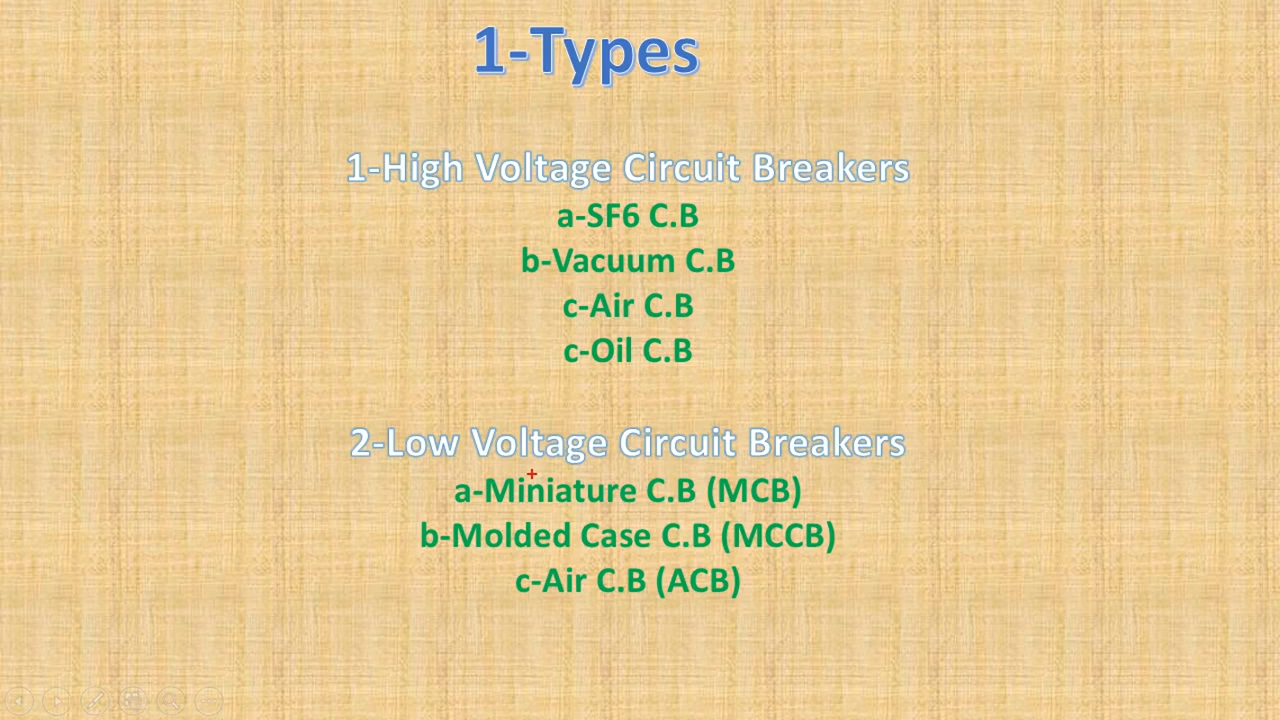 1-Types
1-High Voltage Circuit Breakers
a-SF6 C.B
b-Vacuum C.B
c-Air C.B
c-Oil C.B
2-Low Voltage Circuit Breakers
a-Miniature C.B (MCB)
b-Molded Case C.B (MCCB)
c-Air C.B (ACB)